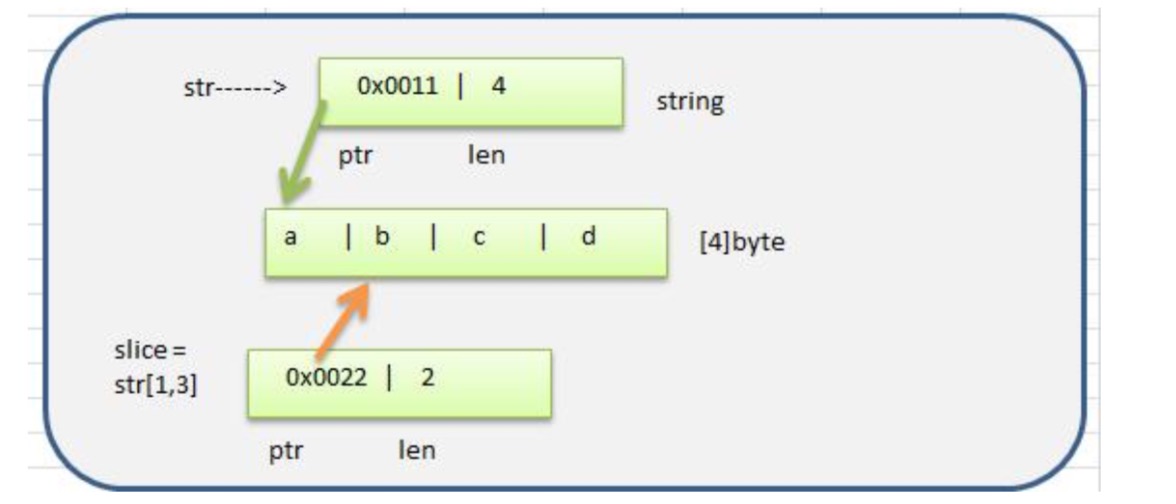 str------> 0x0011 | 4
string
ptr len
a | b | c | d
[4]byte
slice =
str[1,3]
0x0022 | 2
ptr len